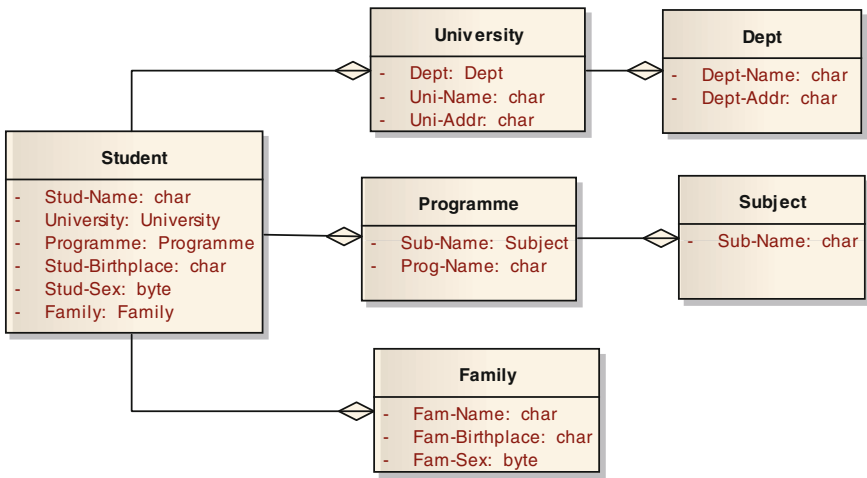 University
- Dept: Dept
- Uni-Name: char
- Uni-Addr: char
Dept
- Dept-Name: char
- Dept-Addr: char
Student
- Stud-Name: char
- University: University
- Programme: Programme
- Stud-Birthplace: char
- Stud-Sex: byte
- Family: Family
Programme
- Sub-Name: Subject
- Prog-Name: char
Subject
- Sub-Name: char
Family
- Fam-Name: char
- Fam-Birthplace: char
- Fam-Sex: byte